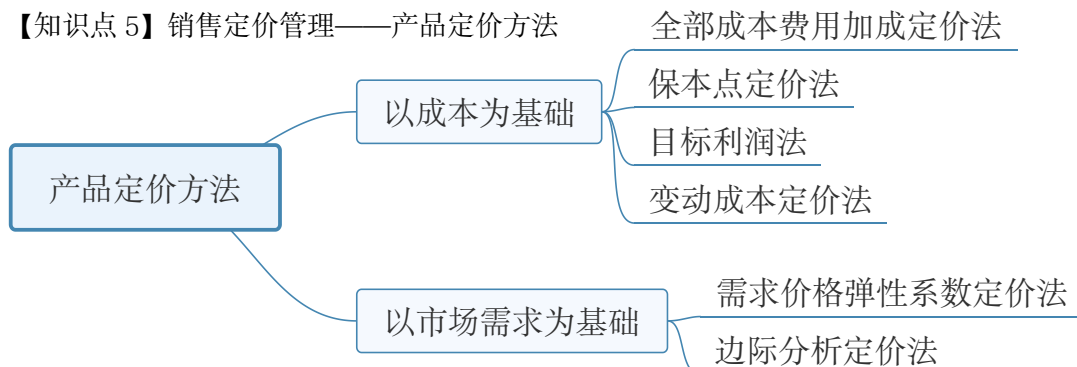 【知识点 5】销售定价管理——产品定价方法
全部成本费用加成定价法
保本点定价法
以成本为基础
目标利润法
产品定价方法
变动成本定价法
需求价格弹性系数定价法
以市场需求为基础
边际分析定价法